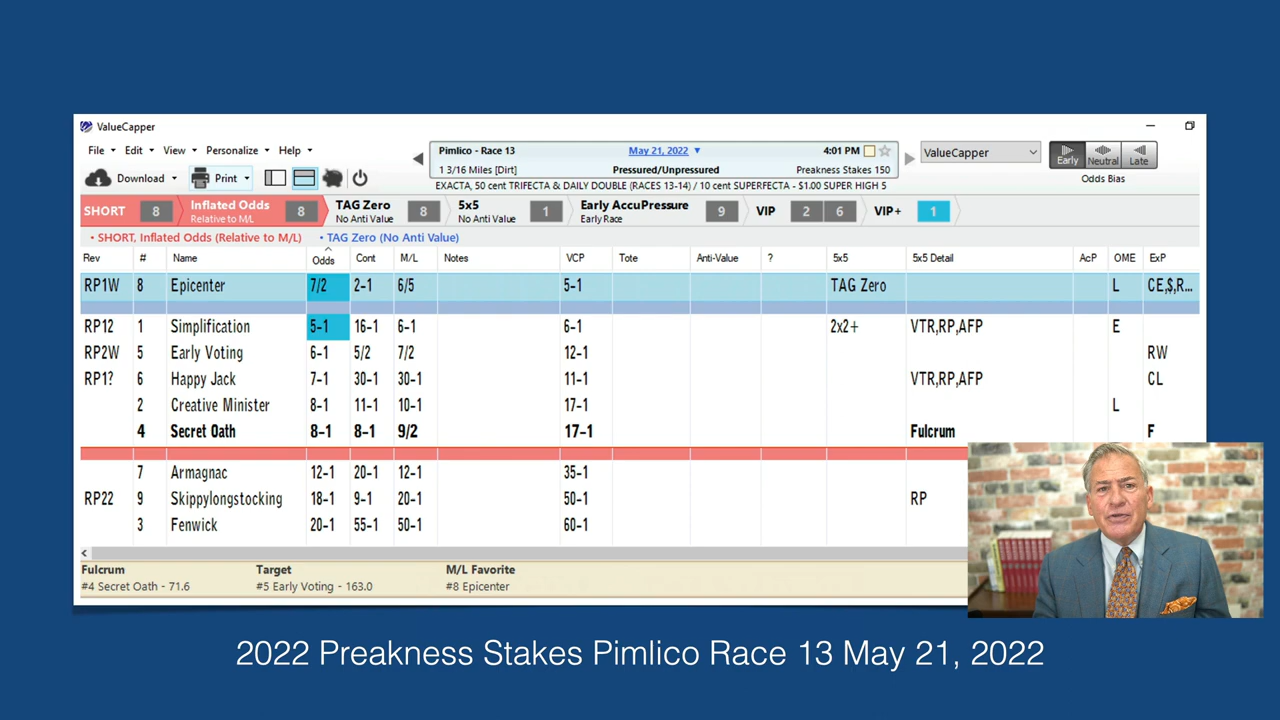 ValueCapper
File Edit View Personalize Help
Download Print
Pimlico - Race 13 May 21, 2022 4:01 PM
1 3/16 Miles [Dirt] Pressured/Unpressured Preakness Stakes 150
EXACTA, 50 cent TRIFECTA & DAILY DOUBLE (RACES 13-14) / 10 cent SUPERFECTA - $1.00 SUPER HIGH 5
ValueCapper
Early Neutral Late
Odds Bias
SHORT 8 Inflated Odds Relative to M/L 8 TAG Zero No Anti Value 8 5x5 No Anti Value 1 Early AccuPressure Early Race 9 VIP 2 6 VIP+ 1
• SHORT, Inflated Odds (Relative to M/L) • TAG Zero (No Anti Value)
Rev # Name Odds Cont M/L Notes VCP Tote Anti-Value ? 5x5 5x5 Detail AcP OME ExP
RP1W 8 Epicenter 7/2 2-1 6/5 5-1 TAG Zero L CE,$,R...
RP12 1 Simplification 5-1 16-1 6-1 6-1 2x2+ VTR,RP,AFP E
RP2W 5 Early Voting 6-1 5/2 7/2 12-1 RW
RP1? 6 Happy Jack 7-1 30-1 30-1 11-1 VTR,RP,AFP CL
2 Creative Minister 8-1 11-1 10-1 17-1 L
4 Secret Oath 8-1 8-1 9/2 17-1 Fulcrum F
7 Armagnac 12-1 20-1 12-1 35-1
RP22 9 Skippylongstocking 18-1 9-1 20-1 50-1 RP
3 Fenwick 20-1 55-1 50-1 60-1
Fulcrum Target M/L Favorite
#4 Secret Oath - 71.6 #5 Early Voting - 163.0 #8 Epicenter
2022 Preakness Stakes Pimlico Race 13 May 21, 2022